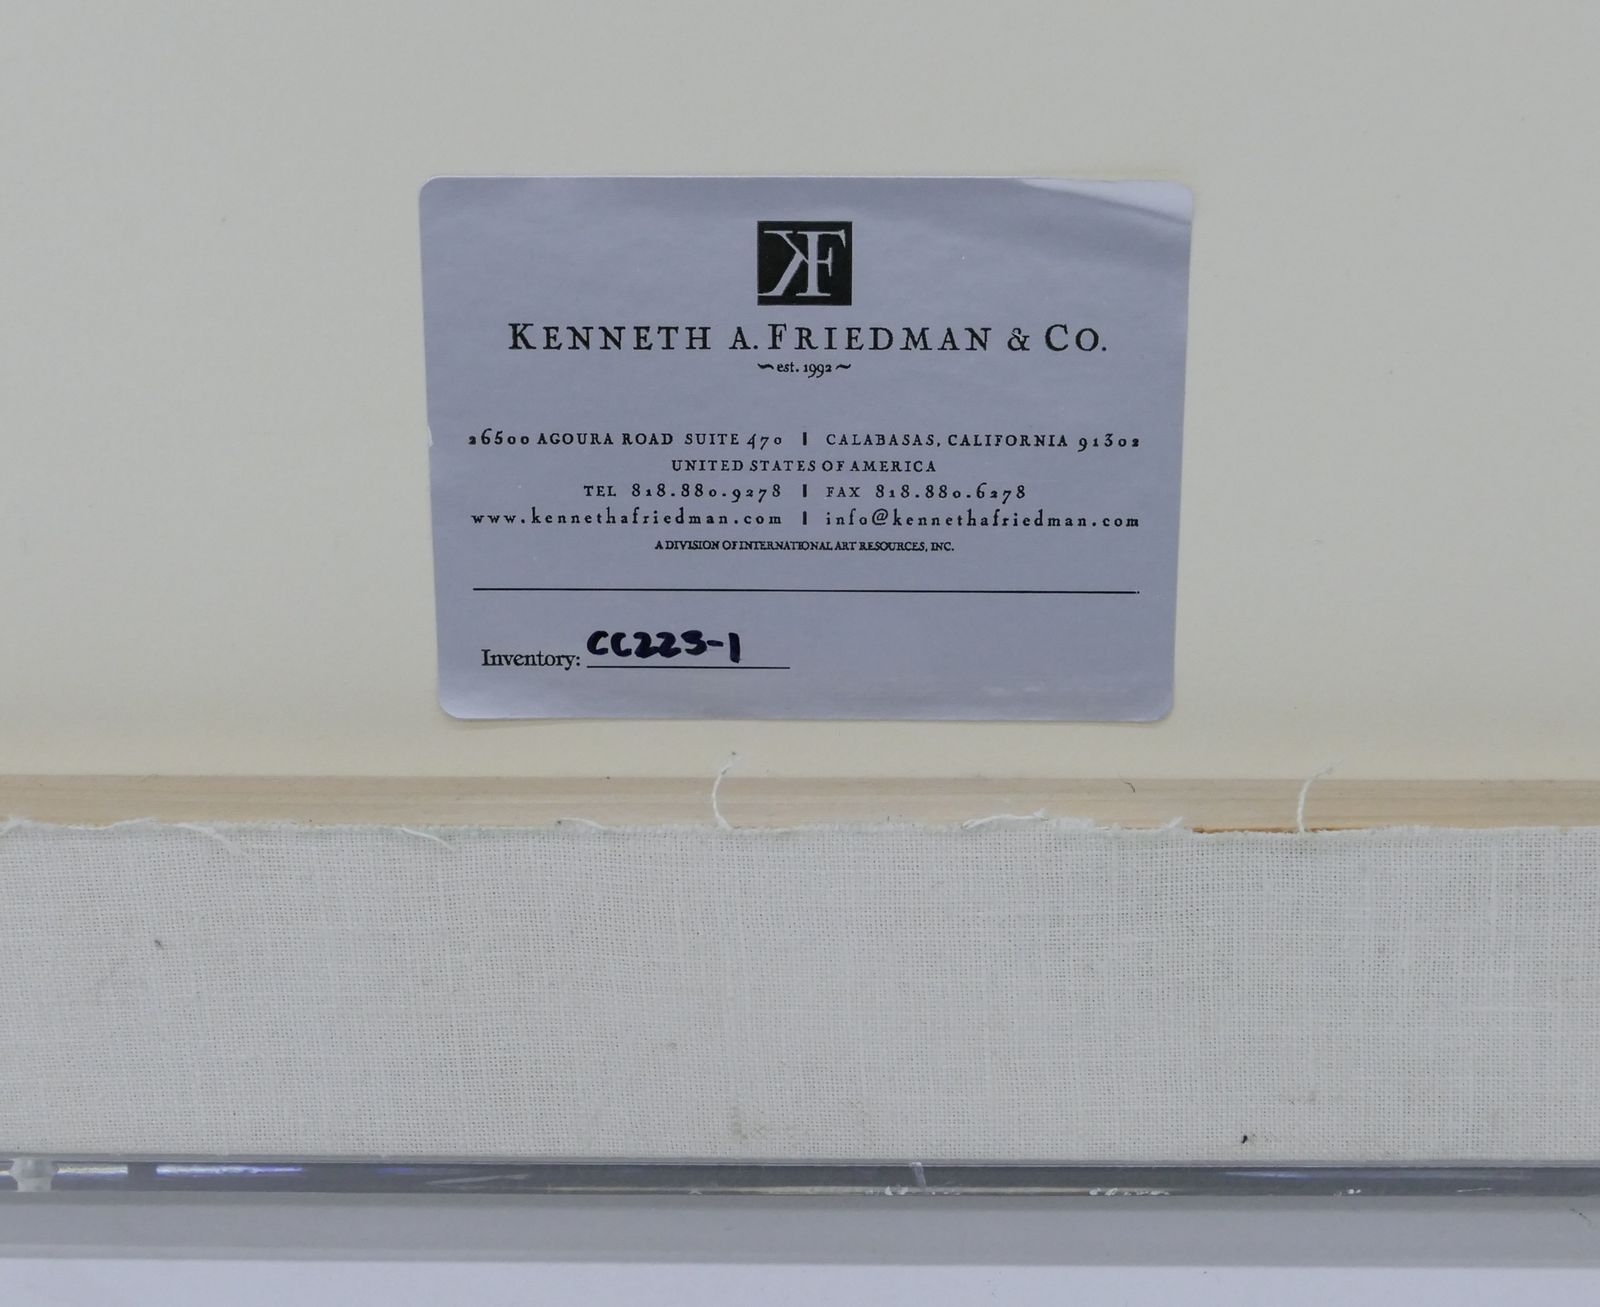 KF
KENNETH A. FRIEDMAN & CO.
~ est. 1992 ~
26500 AGOURA ROAD SUITE 470 | CALABASAS, CALIFORNIA 91302
UNITED STATES OF AMERICA
TEL 818.880.9278 | FAX 818.880.6278
www.kennethafriedman.com | info@kennethafriedman.com
A DIVISION OF INTERNATIONAL ART RESOURCES, INC.
Inventory: CC223-1